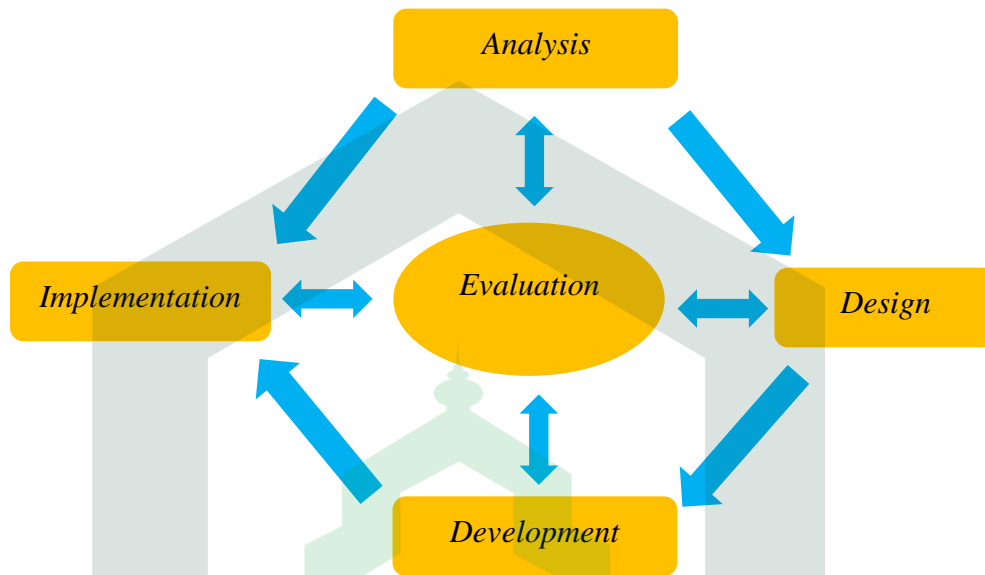 Analysis
Implementation
Evaluation
Design
Development